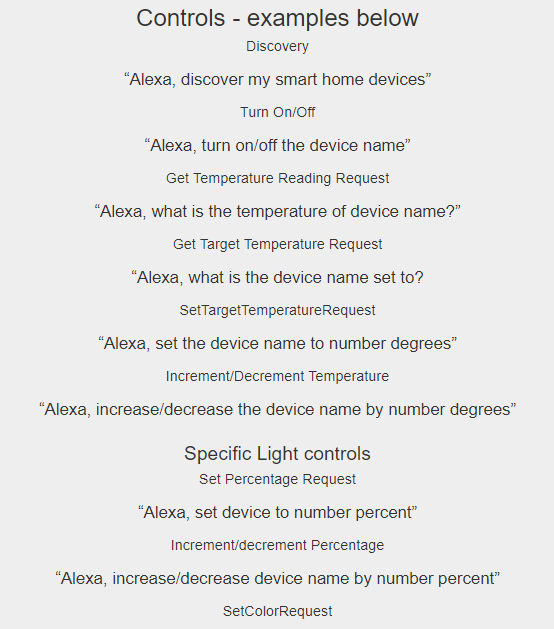 Controls - examples below
Discovery
“Alexa, discover my smart home devices”
Turn On/Off
“Alexa, turn on/off the device name”
Get Temperature Reading Request
“Alexa, what is the temperature of device name?”
Get Target Temperature Request
“Alexa, what is the device name set to?
SetTargetTemperatureRequest
“Alexa, set the device name to number degrees”
Increment/Decrement Temperature
“Alexa, increase/decrease the device name by number degrees”
Specific Light controls
Set Percentage Request
“Alexa, set device to number percent”
Increment/decrement Percentage
“Alexa, increase/decrease device name by number percent”
SetColorRequest